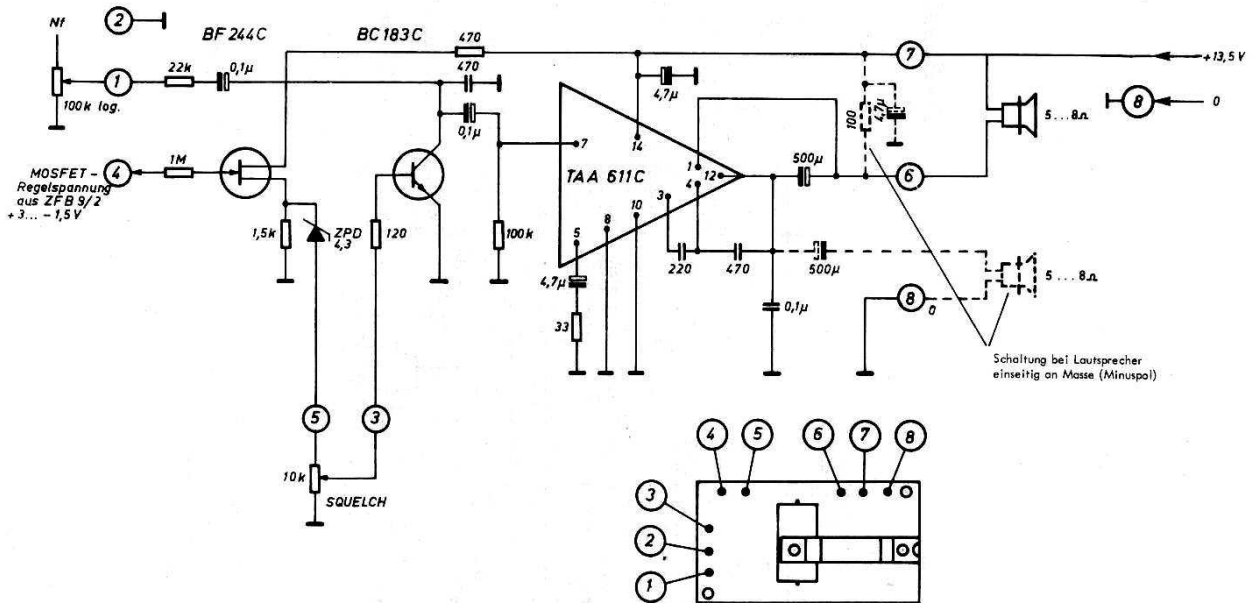 Nf
2
BF 244C
BC 183C
470
7
+13,5V
1
22k
0,1µ
470
4,7µ
100k log.
0,1µ
8
0
100
4,7µ
5...8Ω
7
14
1
12
500µ
6
4
1M
TAA 611C
4
3
MOSFET-
Regelspannung
aus ZFB 9/2
+3... -1,5V
10
8
5
1,5k
ZPD
4,3
120
100k
220
470
500µ
5...8Ω
4,7µ
0,1µ
8
0
33
Schaltung bei Lautsprecher
einseitig an Masse (Minuspol)
5
3
4
5
6
7
8
10k
SQUELCH
3
2
1